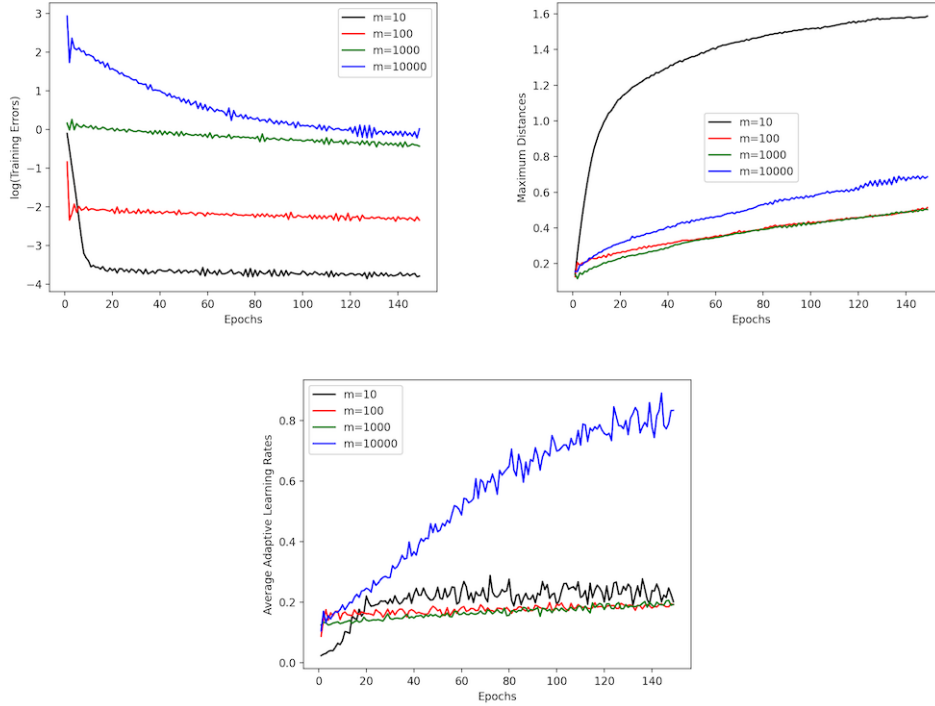 3
2
1
0
−1
−2
−3
−4
log(Training Errors)
m=10
m=100
m=1000
m=10000
0 20 40 60 80 100 120 140
Epochs
1.6
1.4
1.2
1.0
0.8
0.6
0.4
0.2
Maximum Distances
m=10
m=100
m=1000
m=10000
0 20 40 60 80 100 120 140
Epochs
0.8
0.6
0.4
0.2
0.0
Average Adaptive Learning Rates
m=10
m=100
m=1000
m=10000
0 20 40 60 80 100 120 140
Epochs